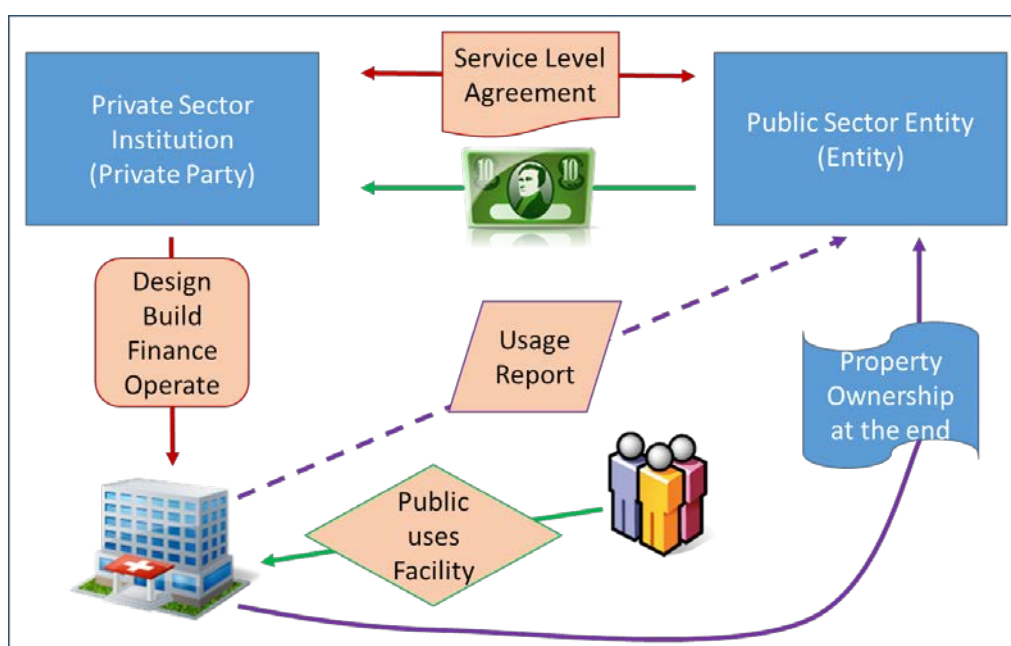 Service Level
Agreement
Private Sector
Institution
(Private Party)
Public Sector Entity
(Entity)
10
10
Design
Build
Finance
Operate
Usage
Report
Property
Ownership
at the end
Public
uses
Facility